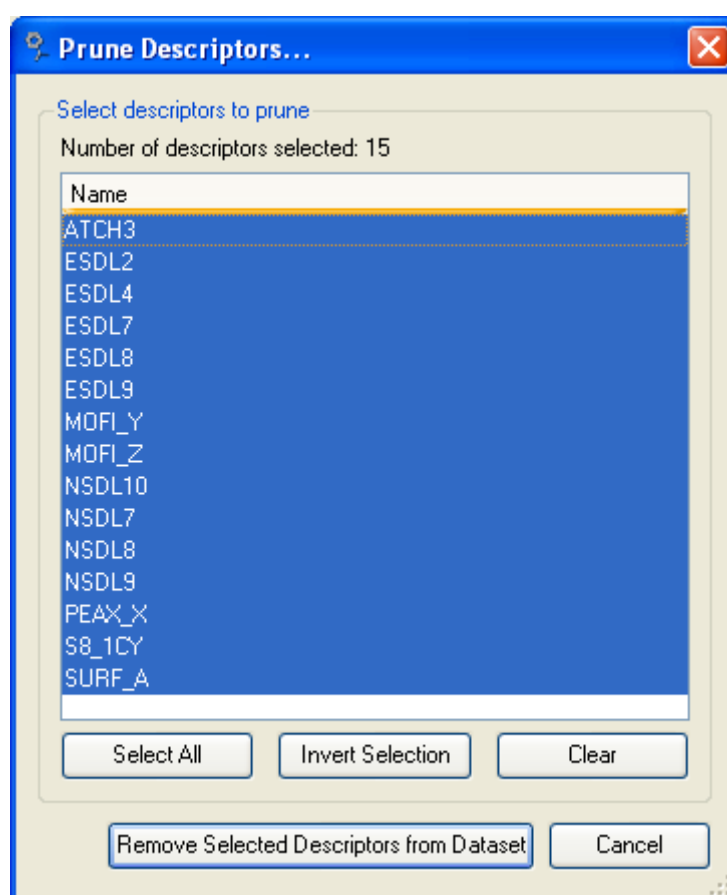 Prune Descriptors...
Select descriptors to prune
Number of descriptors selected: 15
Name
ATCH3
ESDL2
ESDL4
ESDL7
ESDL8
ESDL9
MOFI_Y
MOFI_Z
NSDL10
NSDL7
NSDL8
NSDL9
PEAX_X
S8_1CY
SURF_A
Select All Invert Selection Clear
Remove Selected Descriptors from Dataset Cancel